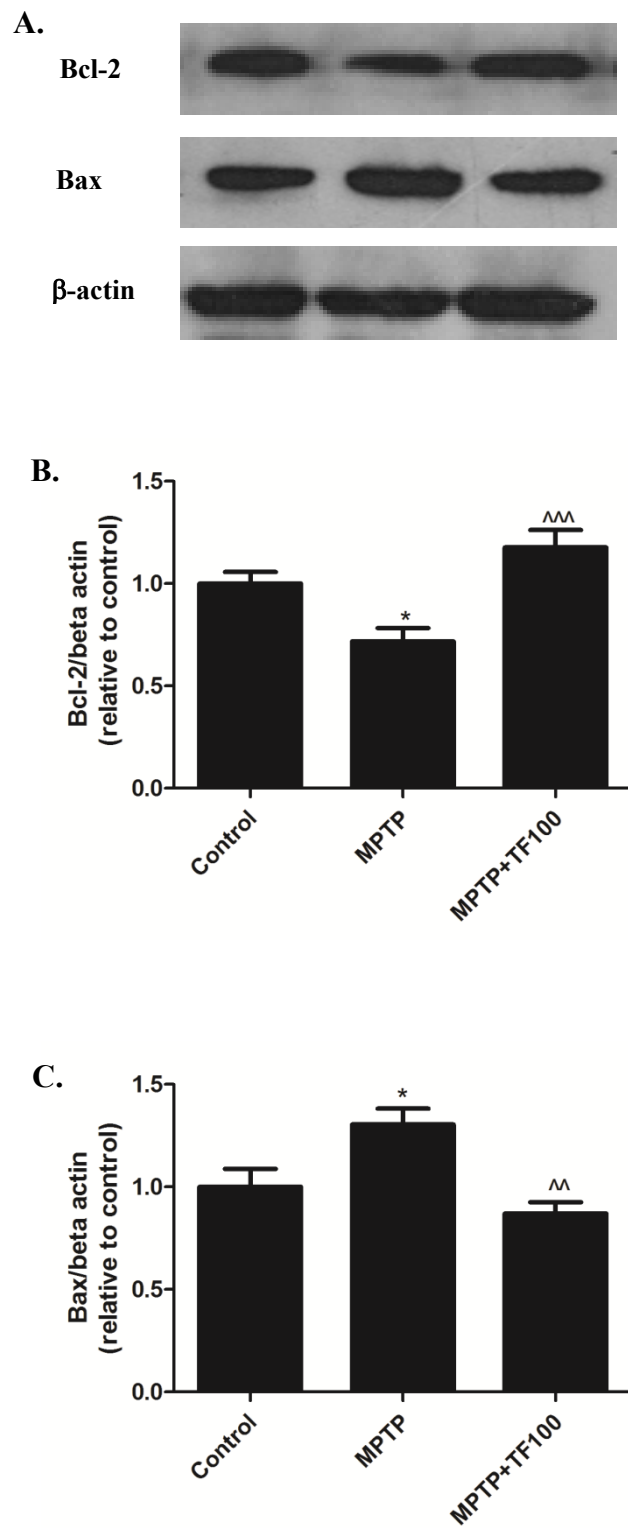 A.
Bcl-2
Bax
β-actin
B.
Bcl-2/beta actin
(relative to control)
1.5
1.0
0.5
0.0
*
^^^
Control
MPTP
MPTP+TF100
C.
Bax/beta actin
(relative to control)
1.5
1.0
0.5
0.0
*
^^
Control
MPTP
MPTP+TF100